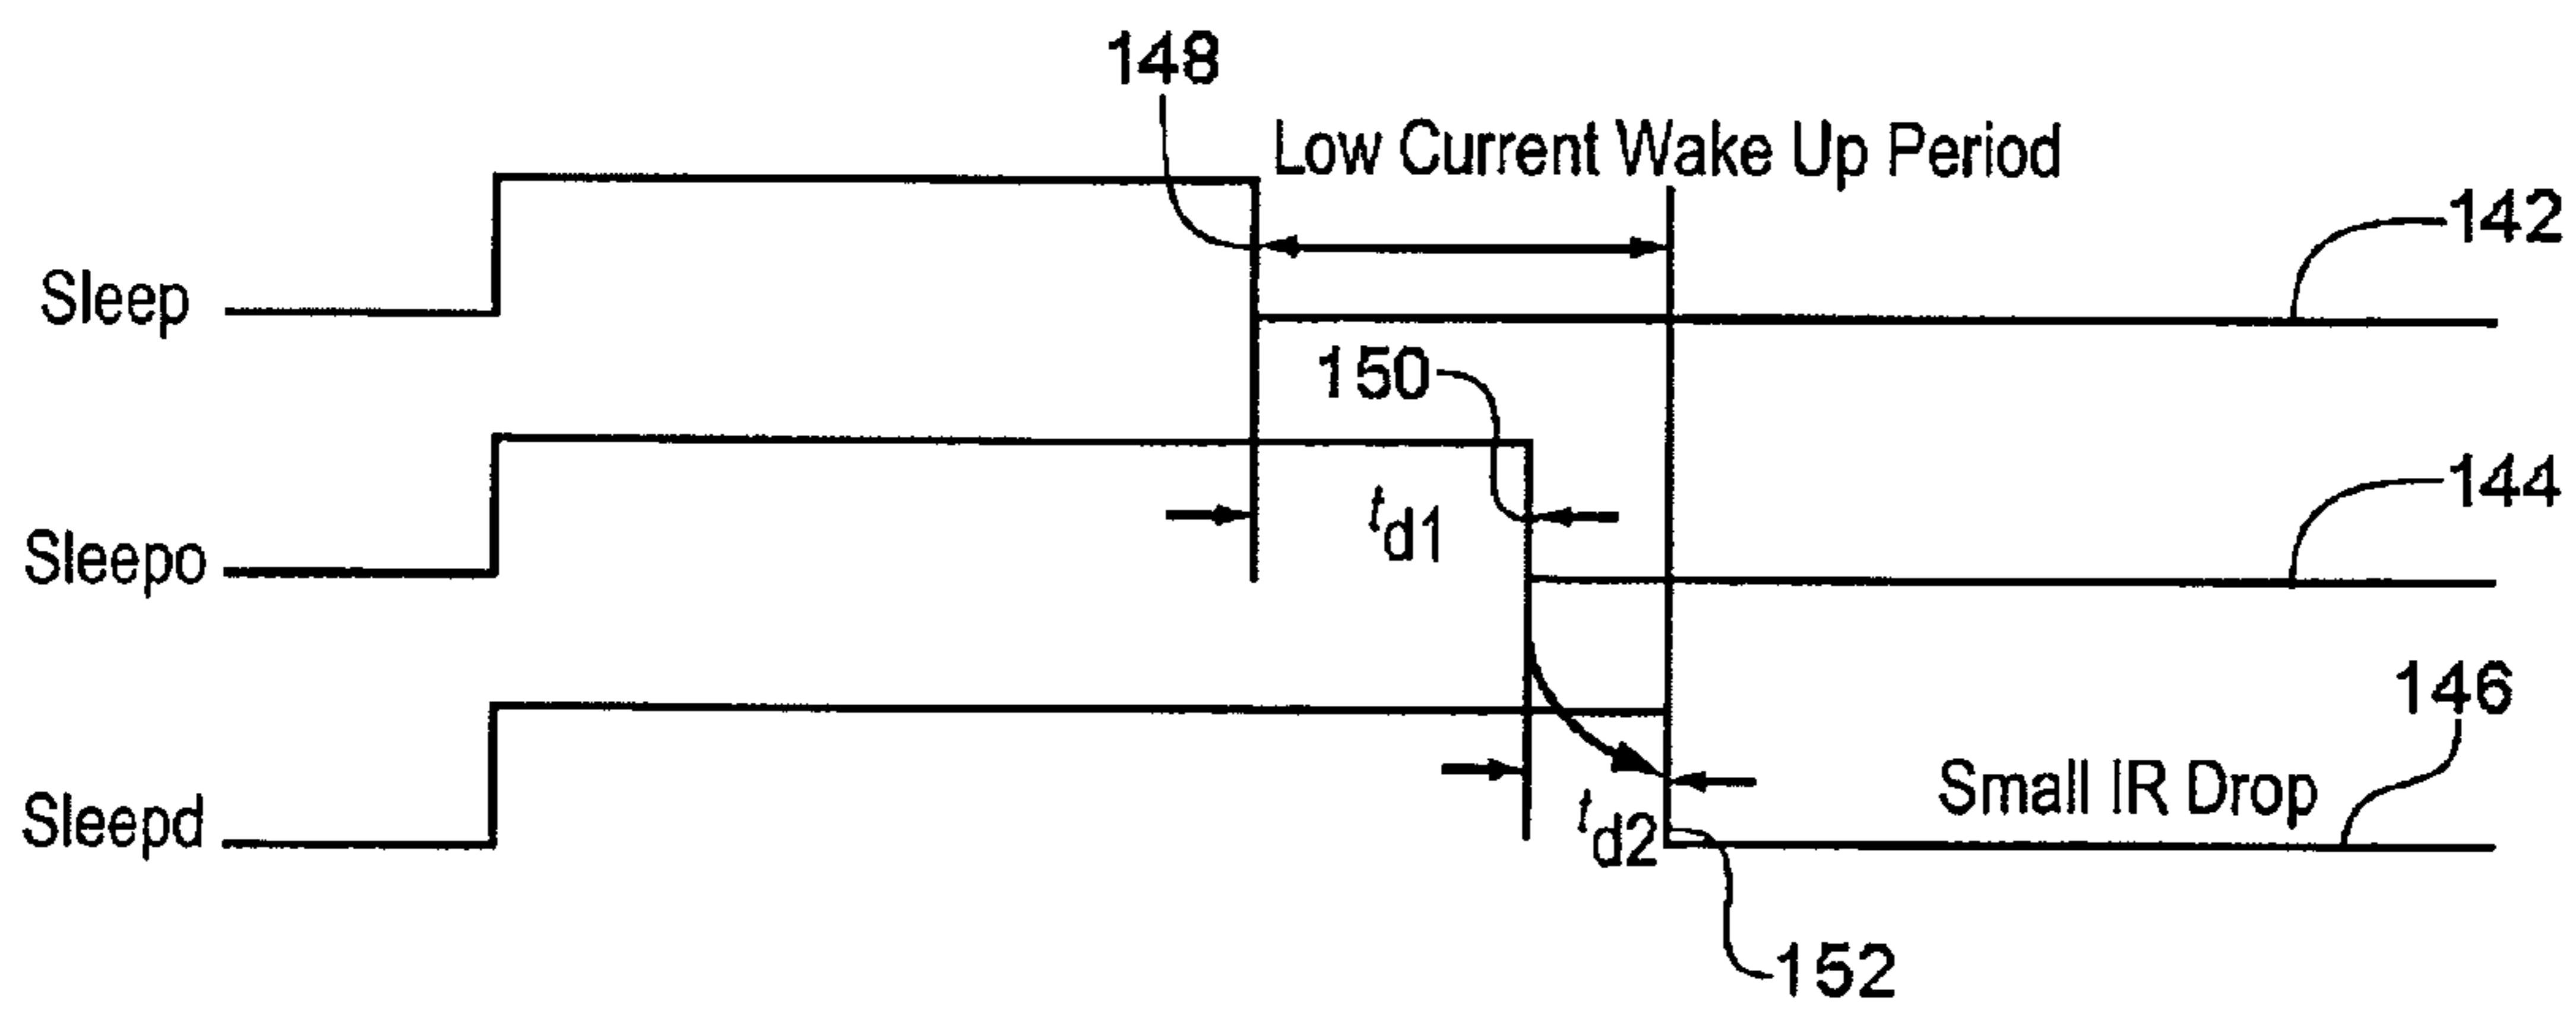 148
Low Current Wake Up Period
142
Sleep
150
144
td1
Sleepo
146
Small IR Drop
Sleepd
td2
152